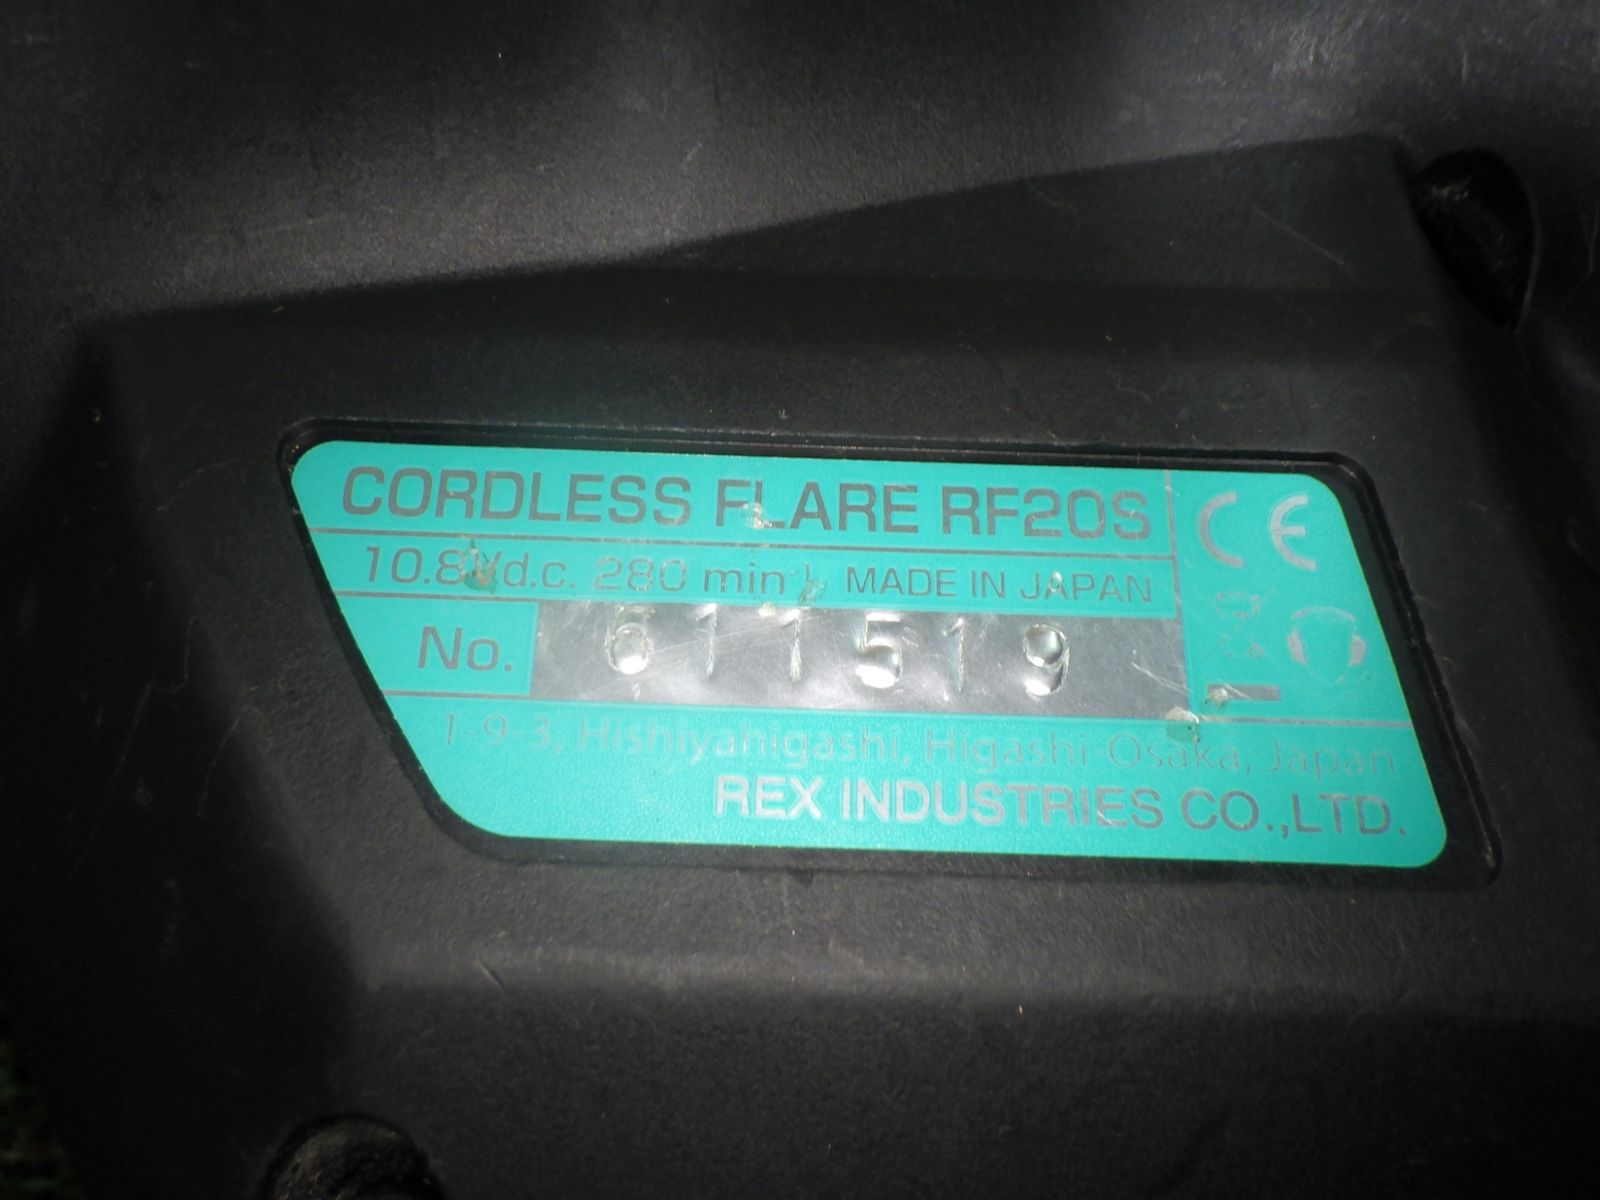 CORDLESS FLARE RF20S
CE
10.8Vd.c. 280 min⁻¹ MADE IN JAPAN
No. 611519
1-9-3, Hishiyahigashi, Higashi-Osaka, Japan
REX INDUSTRIES CO.,LTD.